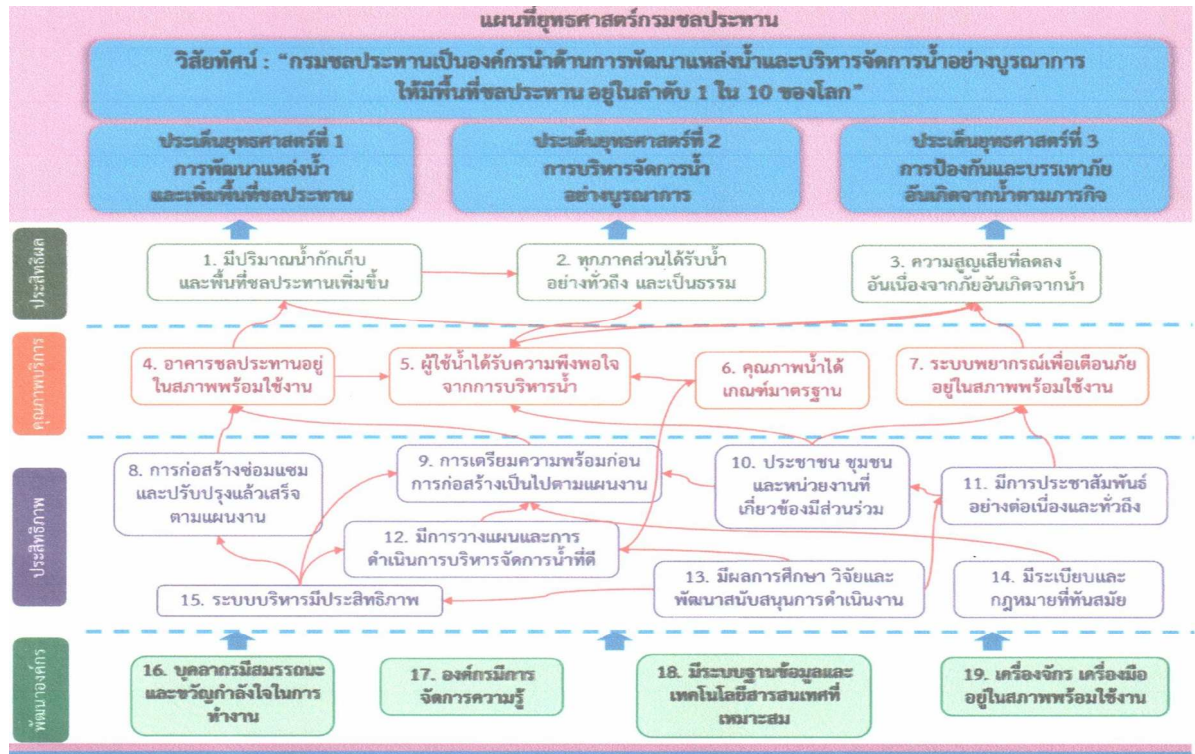 แผนที่ยุทธศาสตร์กรมชลประทาน
วิสัยทัศน์ : “กรมชลประทานเป็นองค์กรนำด้านการพัฒนาแหล่งน้ำและบริหารจัดการน้ำอย่างบูรณาการ
ให้มีพื้นที่ชลประทาน อยู่ในลำดับ 1 ใน 10 ของโลก”
ประเด็นยุทธศาสตร์ที่ 1
การพัฒนาแหล่งน้ำ
และเพิ่มพื้นที่ชลประทาน
ประเด็นยุทธศาสตร์ที่ 2
การบริหารจัดการน้ำ
อย่างบูรณาการ
ประเด็นยุทธศาสตร์ที่ 3
การป้องกันและบรรเทาภัย
อันเกิดจากน้ำตามภารกิจ
ประสิทธิผล
1. มีปริมาณน้ำกักเก็บ
และพื้นที่ชลประทานเพิ่มขึ้น
2. ทุกภาคส่วนได้รับน้ำ
อย่างทั่วถึง และเป็นธรรม
3. ความสูญเสียที่ลดลง
อันเนื่องจากภัยอันเกิดจากน้ำ
คุณภาพบริการ
4. อาคารชลประทานอยู่
ในสภาพพร้อมใช้งาน
5. ผู้ใช้น้ำได้รับความพึงพอใจ
จากการบริหารน้ำ
6. คุณภาพน้ำได้
เกณฑ์มาตรฐาน
7. ระบบพยากรณ์เพื่อเตือนภัย
อยู่ในสภาพพร้อมใช้งาน
ประสิทธิภาพ
8. การก่อสร้างซ่อมแซม
และปรับปรุงแล้วเสร็จ
ตามแผนงาน
9. การเตรียมความพร้อมก่อน
การก่อสร้างเป็นไปตามแผนงาน
10. ประชาชน ชุมชน
และหน่วยงานที่
เกี่ยวข้องมีส่วนร่วม
11. มีการประชาสัมพันธ์
อย่างต่อเนื่องและทั่วถึง
12. มีการวางแผนและการ
ดำเนินการบริหารจัดการน้ำที่ดี
13. มีผลการศึกษา วิจัยและ
พัฒนาสนับสนุนการดำเนินงาน
14. มีระเบียบและ
กฎหมายที่ทันสมัย
15. ระบบบริหารมีประสิทธิภาพ
พัฒนาองค์กร
16. บุคลากรมีสมรรถนะ
และขวัญกำลังใจในการ
ทำงาน
17. องค์กรมีการ
จัดการความรู้
18. มีระบบฐานข้อมูลและ
เทคโนโลยีสารสนเทศที่
เหมาะสม
19. เครื่องจักร เครื่องมือ
อยู่ในสภาพพร้อมใช้งาน